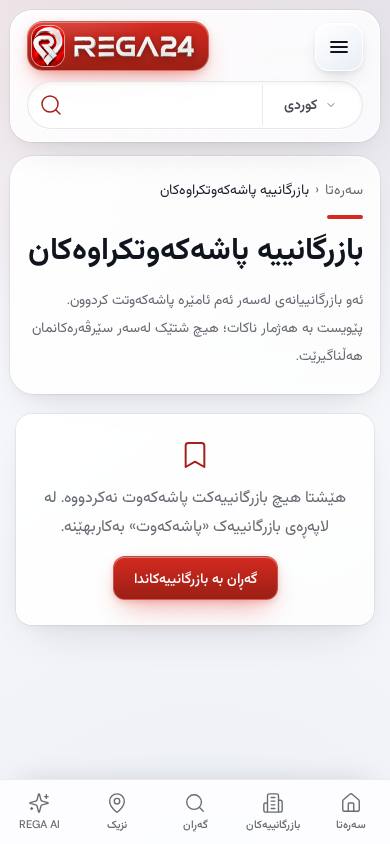 REGA24
کوردی
سەرەتا › بازرگانییە پاشەکەوتکراوەکان
بازرگانییە پاشەکەوتکراوەکان
ئەو بازرگانییانەی لەسەر ئەم ئامێرە پاشەکەوتت کردوون.
پێویست بە هەژمار ناکات؛ هیچ شتێک لەسەر سێرڤەرەکانمان
هەڵناگیرێت.
هێشتا هیچ بازرگانییەکت پاشەکەوت نەکردووە. لە
لاپەڕەی بازرگانییەک «پاشەکەوت» بەکاربهێنە.
گەڕان بە بازرگانییەکاندا
سەرەتا
بازرگانییەکان
گەڕان
نزیک
REGA AI